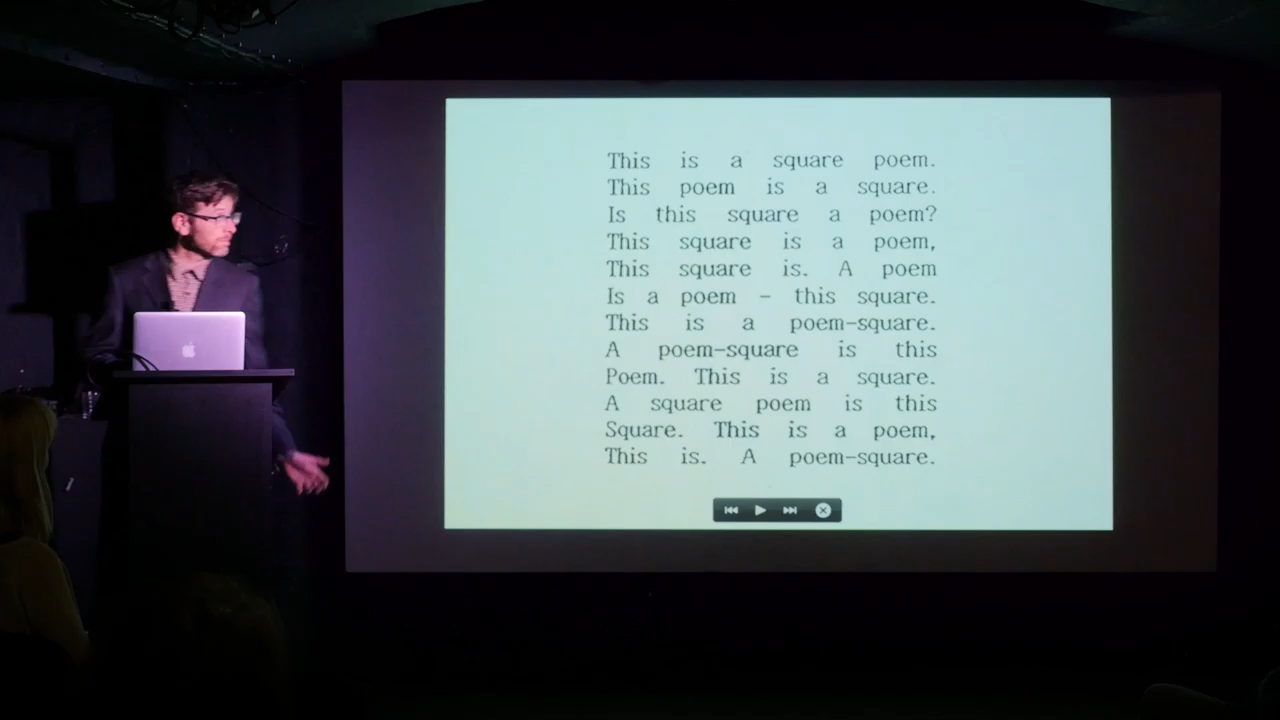 This is a square poem.
This poem is a square.
Is this square a poem?
This square is a poem,
This square is. A poem
Is a poem - this square.
This is a poem-square.
A poem-square is this
Poem. This is a square.
A square poem is this
Square. This is a poem,
This is. A poem-square.